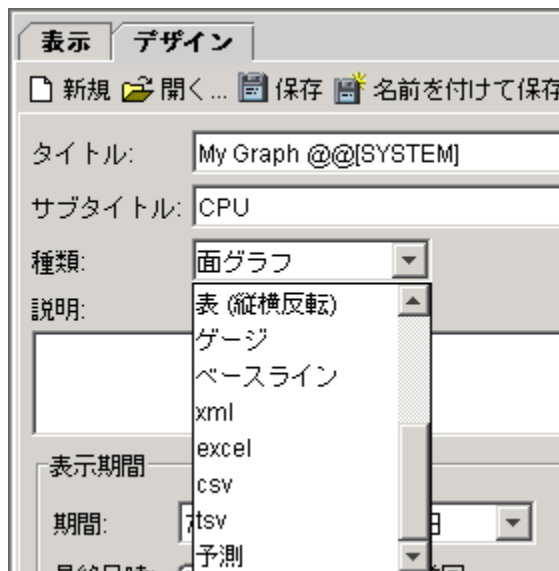 表示 デザイン
新規 開く... 保存 名前を付けて保存
タイトル: My Graph @@[SYSTEM]
サブタイトル: CPU
種類: 面グラフ
説明:
表 (縦横反転)
ゲージ
ベースライン
xml
excel
csv
tsv
予測
表示期間
期間: